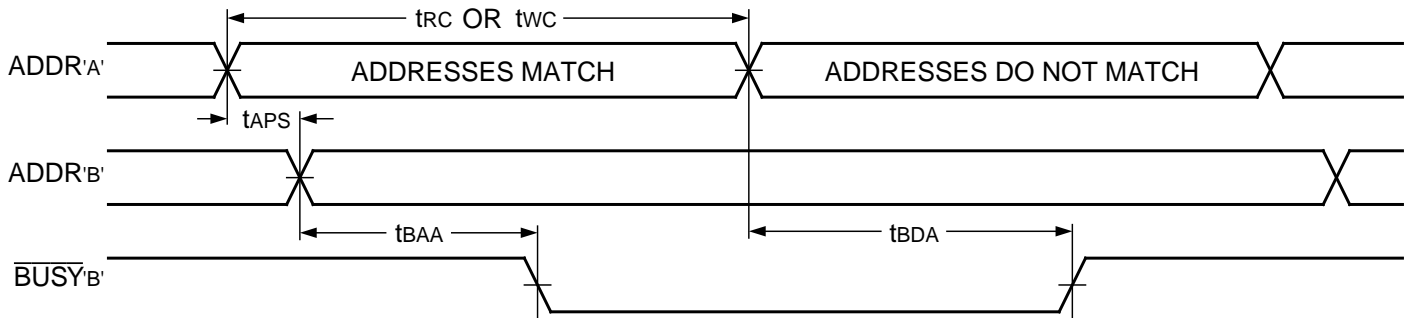 tRC OR tWC
ADDR'A' ADDRESSES MATCH ADDRESSES DO NOT MATCH
tAPS
ADDR'B'
tBAA tBDA
BUSY'B'